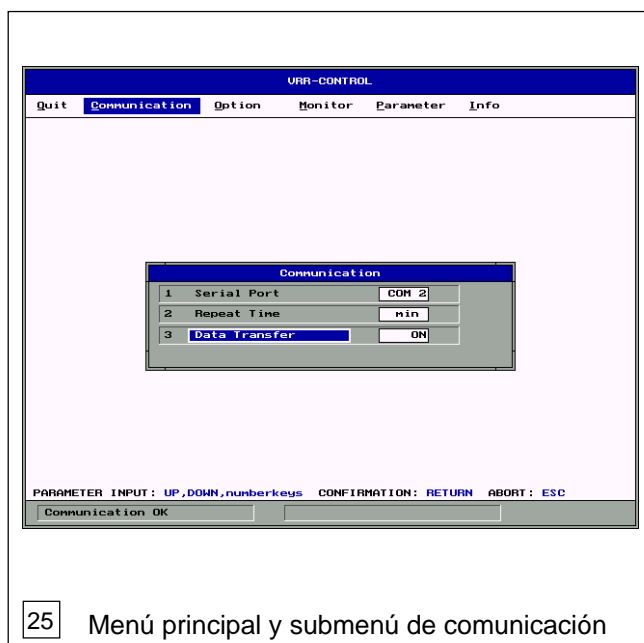 VRR-CONTROL
Quit Communication Option Monitor Parameter Info
Communication
1 Serial Port COM 2
2 Repeat Time min
3 Data Transfer ON
PARAMETER INPUT: UP,DOWN,numberkeys CONFIRMATION: RETURN ABORT: ESC
Communication OK
25 Menú principal y submenú de comunicación